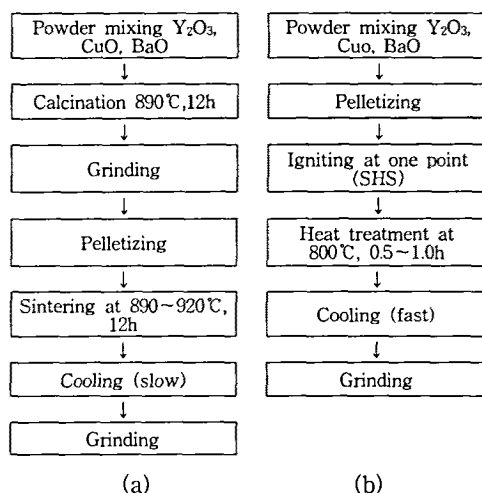 Powder mixing Y₂O₃,
CuO, BaO
Calcination 890℃,12h
Grinding
Pelletizing
Sintering at 890~920℃,
12h
Cooling (slow)
Grinding
(a)
Powder mixing Y₂O₃,
Cuo, BaO
Pelletizing
Igniting at one point
(SHS)
Heat treatment at
800℃, 0.5~1.0h
Cooling (fast)
Grinding
(b)